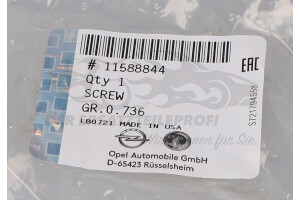 # 11588844
Qty 1
SCREW
GR.0.736
LB0721 MADE IN USA
Opel Automobile GmbH
D-65423 Rüsselsheim
EAC